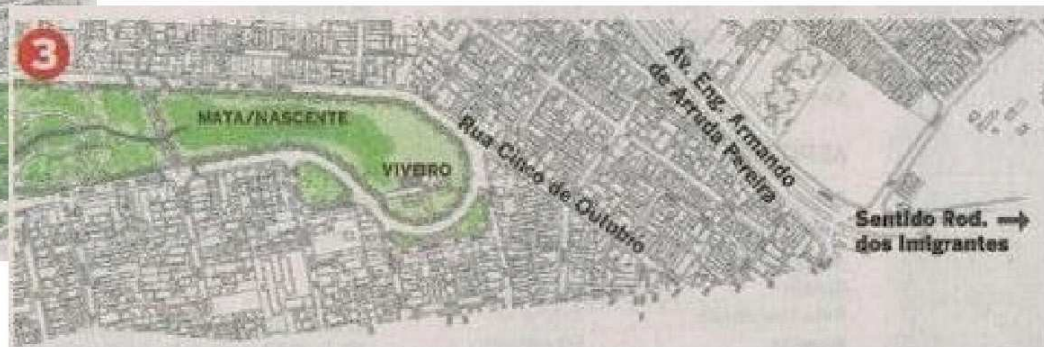 3
MATA/NASCENTE
VIVEIRO
Rua Cinco de Outubro
Av. Eng. Armando
de Arruda Pereira
Sentido Rod. →
dos Imigrantes